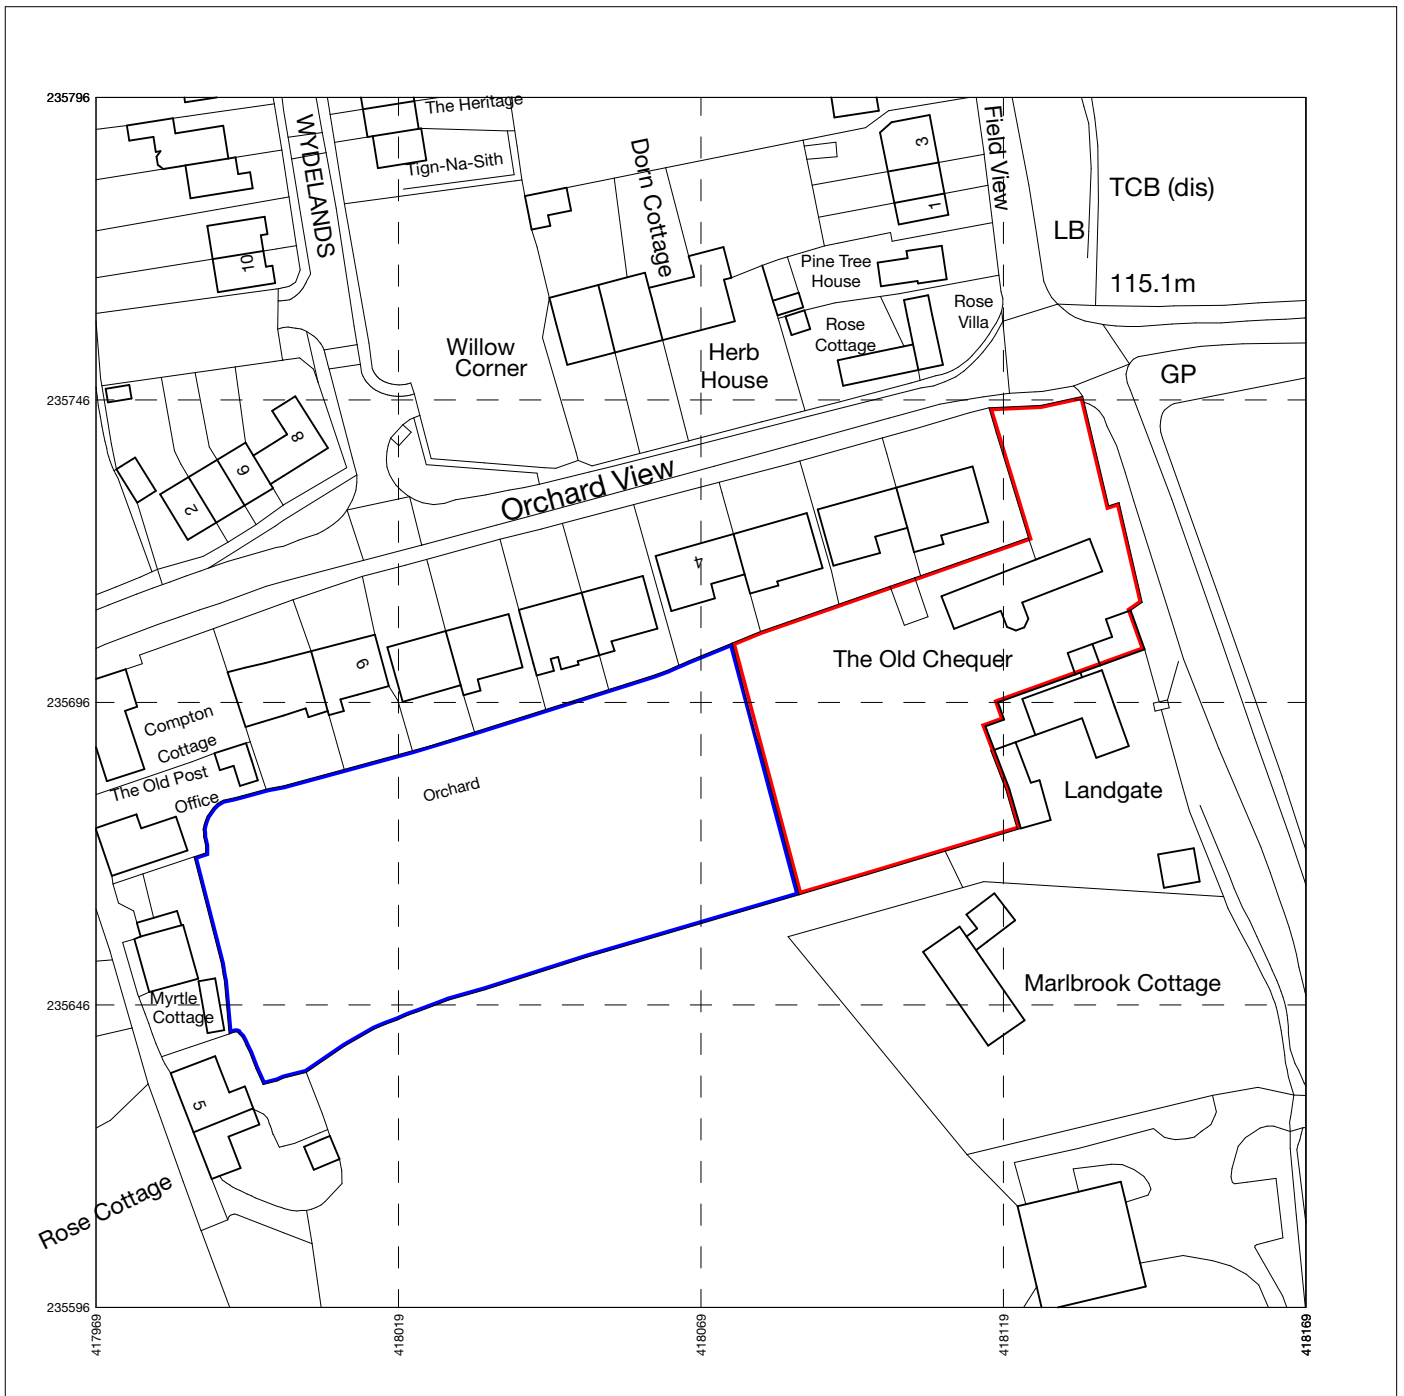 235796
The Heritage
WYDELANDS
Tign-Na-Sith
Dorn Cottage
3
Field View
TCB (dis)
1
LB
10
Pine Tree
House
115.1m
Rose
Villa
Rose
Cottage
Willow
Corner
Herb
House
GP
235746
8
6
2
Orchard View
4
The Old Chequer
6
235696
Compton
Cottage
The Old Post
Office
Orchard
Landgate
Marlbrook Cottage
Myrtle
Cottage
235646
5
Rose Cottage
235596
417969
418019
418069
418119
418169